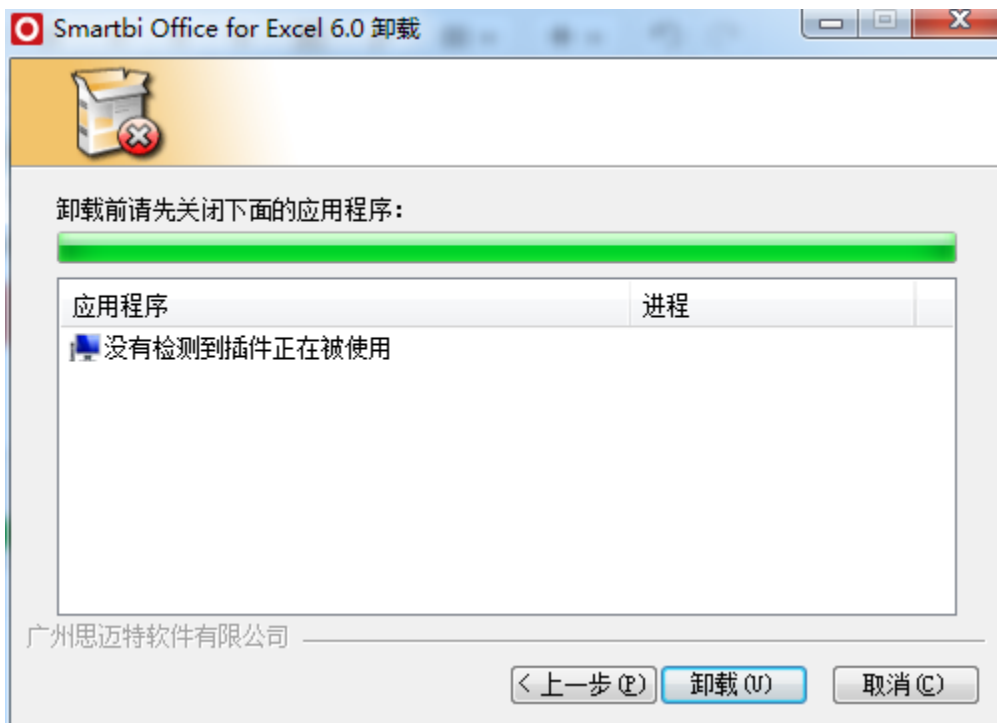 Smartbi Office for Excel 6.0 卸载
卸载前请先关闭下面的应用程序：
应用程序 进程
没有检测到插件正在被使用
广州思迈特软件有限公司
< 上一步(P) 卸载(U) 取消(C)